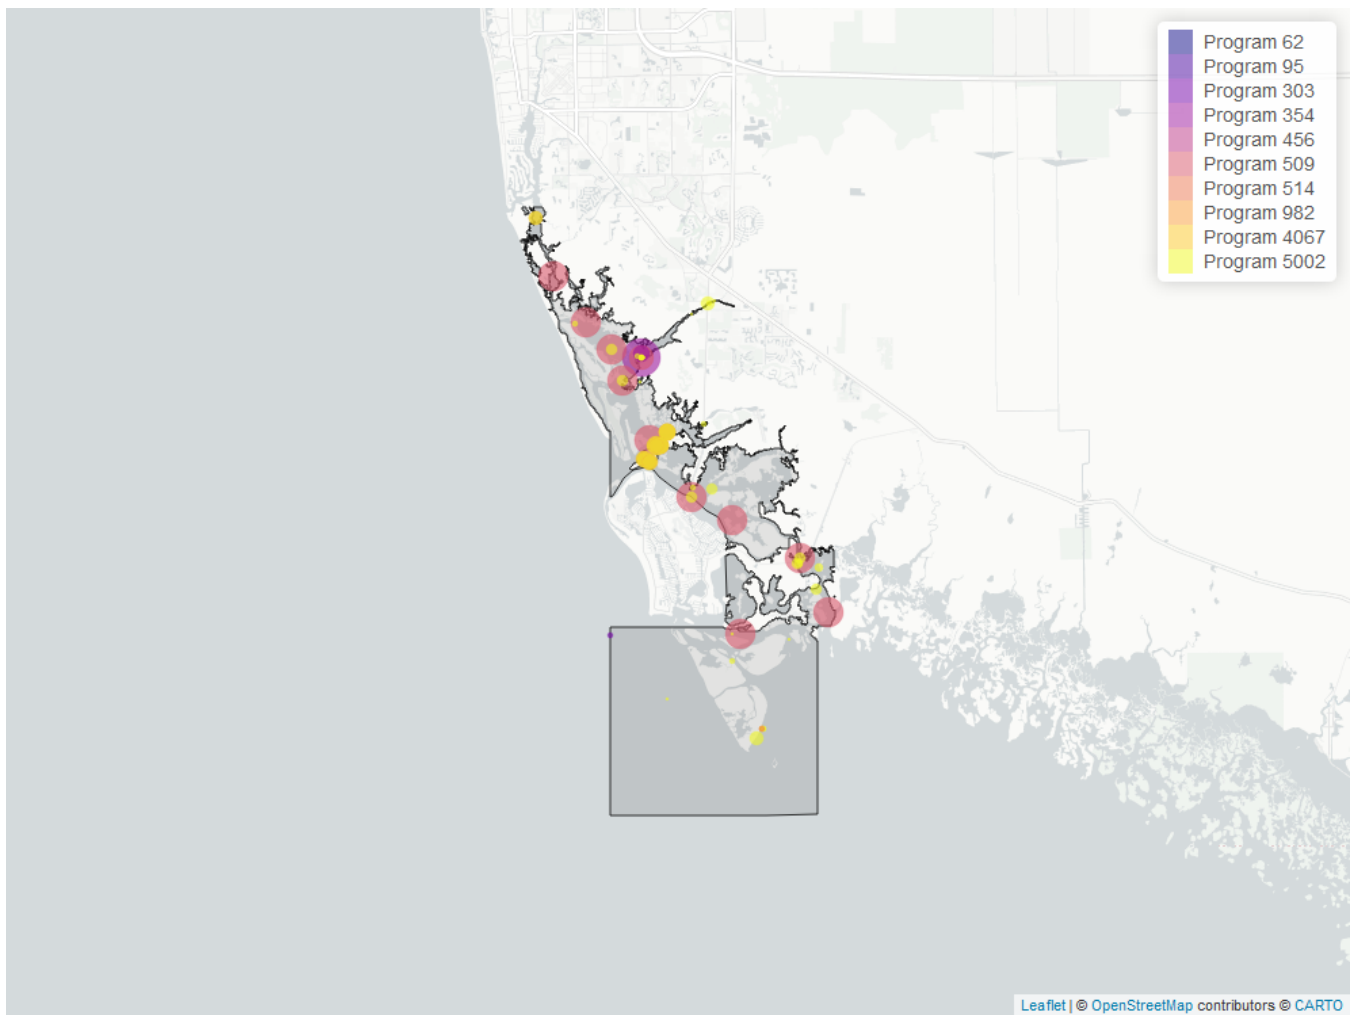 Program 62
Program 95
Program 303
Program 354
Program 456
Program 509
Program 514
Program 982
Program 4067
Program 5002
Leaflet | © OpenStreetMap contributors © CARTO